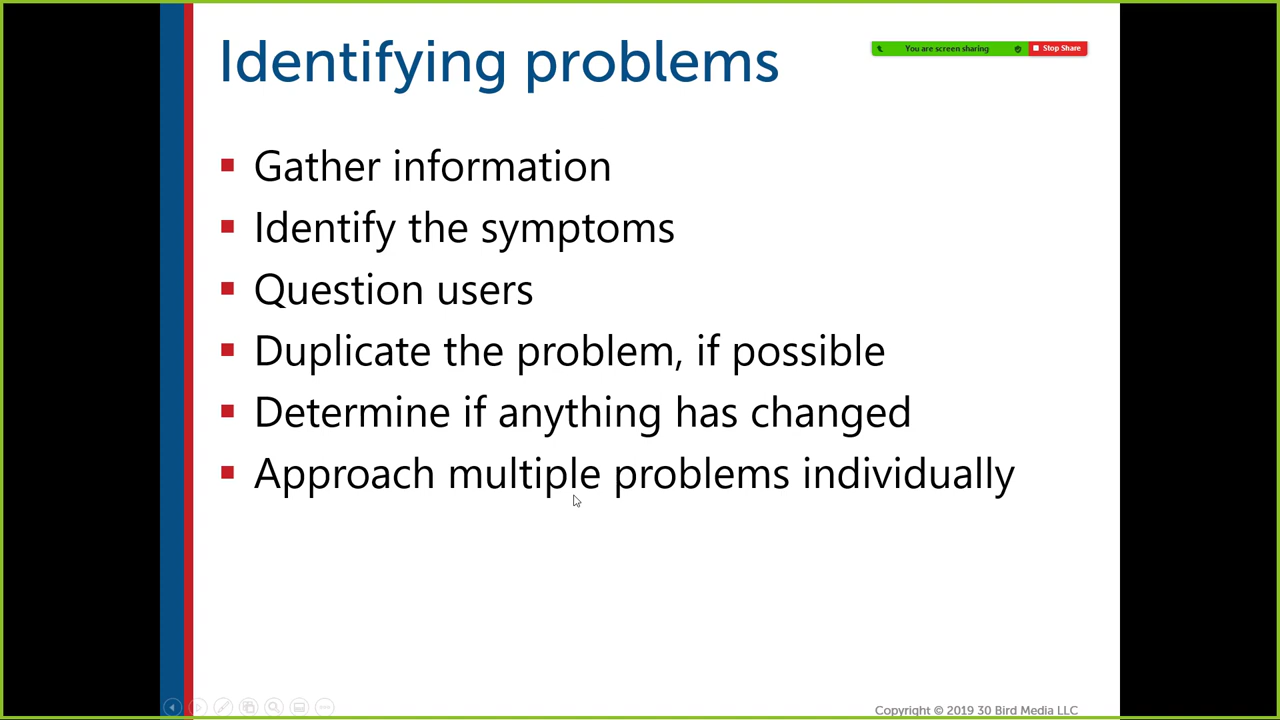 Identifying problems
You are screen sharing
Stop Share
Gather information
Identify the symptoms
Question users
Duplicate the problem, if possible
Determine if anything has changed
Approach multiple problems individually
Copyright © 2019 30 Bird Media LLC